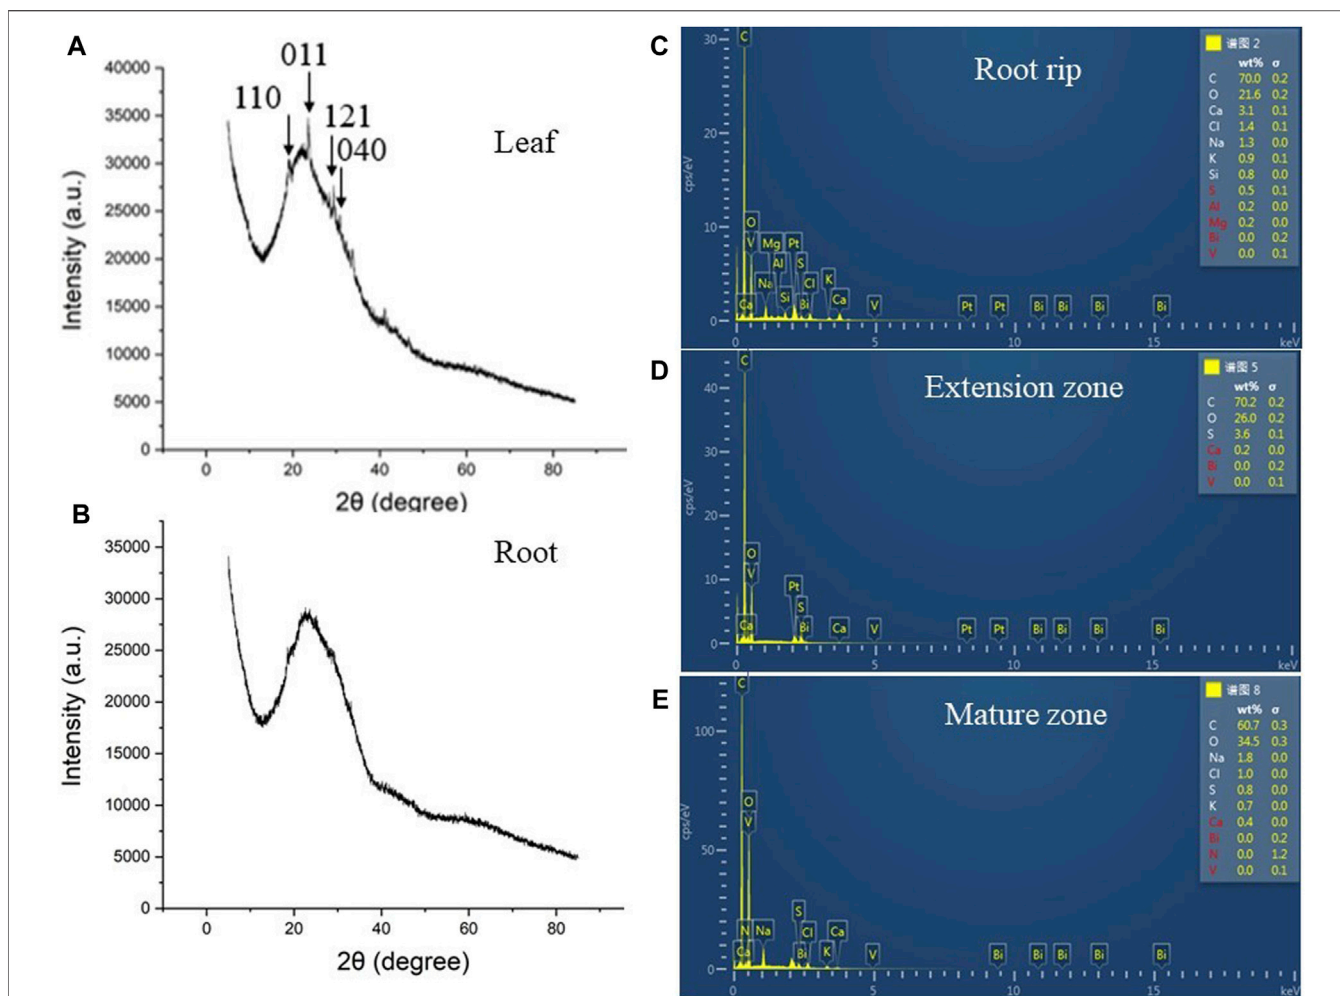 A
40000
35000
30000
25000
20000
15000
10000
5000
0
Intensity (a.u.)
110
011
121
040
Leaf
0 20 40 60 80
2θ (degree)
B
35000
30000
25000
20000
15000
10000
5000
0
Intensity (a.u.)
Root
0 20 40 60 80
2θ (degree)
C
Root rip
30
20
10
0
cps/eV
C
O
V Mg Pt
Al S
Na Cl K
Ca Si Bi Ca V Pt Pt Bi Bi Bi Bi
0 5 10 15 keV
谱图 2
wt% σ
C 70.0 0.2
O 21.6 0.2
Ca 3.1 0.1
Cl 1.4 0.1
Na 1.3 0.0
K 0.9 0.1
Si 0.8 0.0
S 0.5 0.1
Al 0.2 0.0
Mg 0.2 0.0
Bi 0.0 0.2
V 0.0 0.1
D
Extension zone
40
30
20
10
0
cps/eV
C
O
V
Pt
S
Ca Bi Ca V Pt Pt Bi Bi Bi Bi
0 5 10 15 keV
谱图 5
wt% σ
C 70.2 0.2
O 26.0 0.2
S 3.6 0.1
Ca 0.2 0.0
Bi 0.0 0.2
V 0.0 0.1
E
Mature zone
100
50
0
cps/eV
C
O
V
S
N Na Cl Ca
Ca Bi K V Bi Bi Bi Bi Bi
0 5 10 15 keV
谱图 8
wt% σ
C 60.7 0.3
O 34.5 0.3
Na 1.8 0.0
Cl 1.0 0.0
S 0.8 0.0
K 0.7 0.0
Ca 0.4 0.0
Bi 0.0 0.2
N 0.0 1.2
V 0.0 0.1